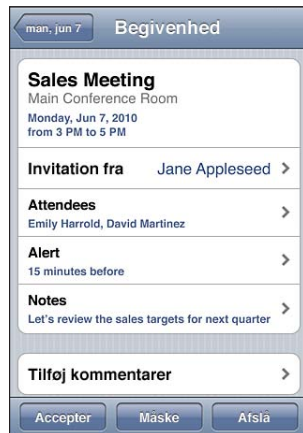 man, jun 7
Begivenhed
Sales Meeting
Main Conference Room
Monday, Jun 7, 2010
from 3 PM to 5 PM
Invitation fra Jane Appleseed
Attendees
Emily Harrold, David Martinez
Alert
15 minutes before
Notes
Let's review the sales targets for next quarter
Tilføj kommentarer
Accepter Måske Afslå